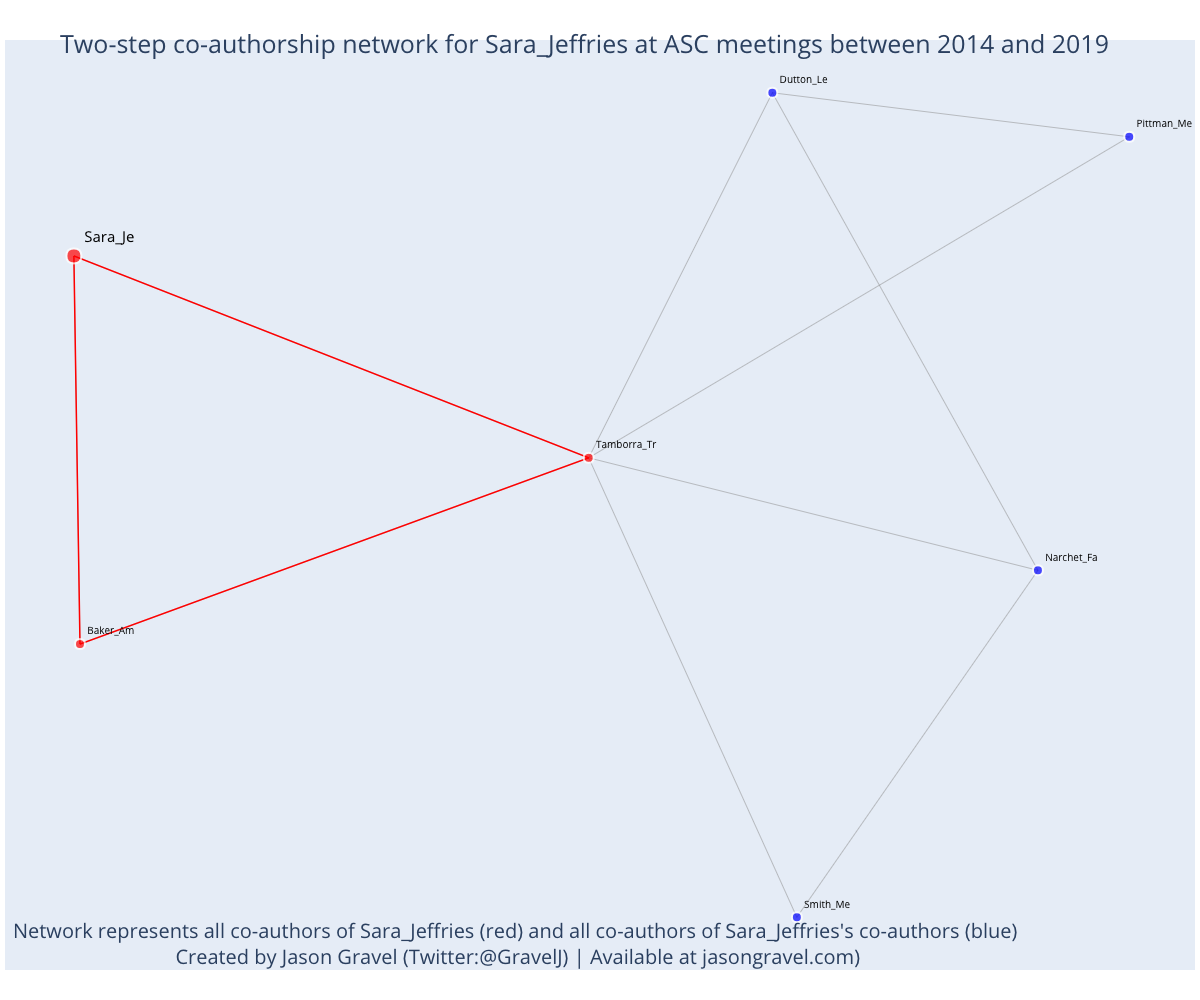 Two-step co-authorship network for Sara_Jeffries at ASC meetings between 2014 and 2019
Dutton_Le
Pittman_Me
Sara_Je
Tamborra_Tr
Narchet_Fa
Baker_Am
Smith_Me
Network represents all co-authors of Sara_Jeffries (red) and all co-authors of Sara_Jeffries's co-authors (blue)
Created by Jason Gravel (Twitter:@GravelJ) | Available at jasongravel.com)